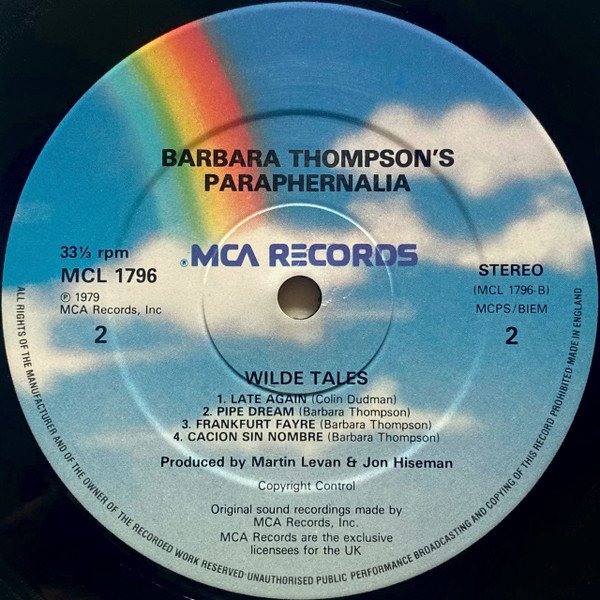 BARBARA THOMPSON'S
PARAPHERNALIA
® MCA RECORDS
33⅓ rpm
MCL 1796
℗ 1979
MCA Records, Inc
2
STEREO
(MCL 1796-B)
MCPS/BIEM
2
WILDE TALES
1. LATE AGAIN (Colin Dudman)
2. PIPE DREAM (Barbara Thompson)
3. FRANKFURT FAYRE (Barbara Thompson)
4. CACION SIN NOMBRE (Barbara Thompson)
Produced by Martin Levan & Jon Hiseman
Copyright Control
Original sound recordings made by
MCA Records, Inc.
MCA Records are the exclusive
licensees for the UK
ALL RIGHTS OF THE MANUFACTURER AND OF THE OWNER OF THE RECORDED WORK RESERVED·UNAUTHORISED PUBLIC PERFORMANCE BROADCASTING AND COPYING OF THIS RECORD PROHIBITED·MADE IN ENGLAND